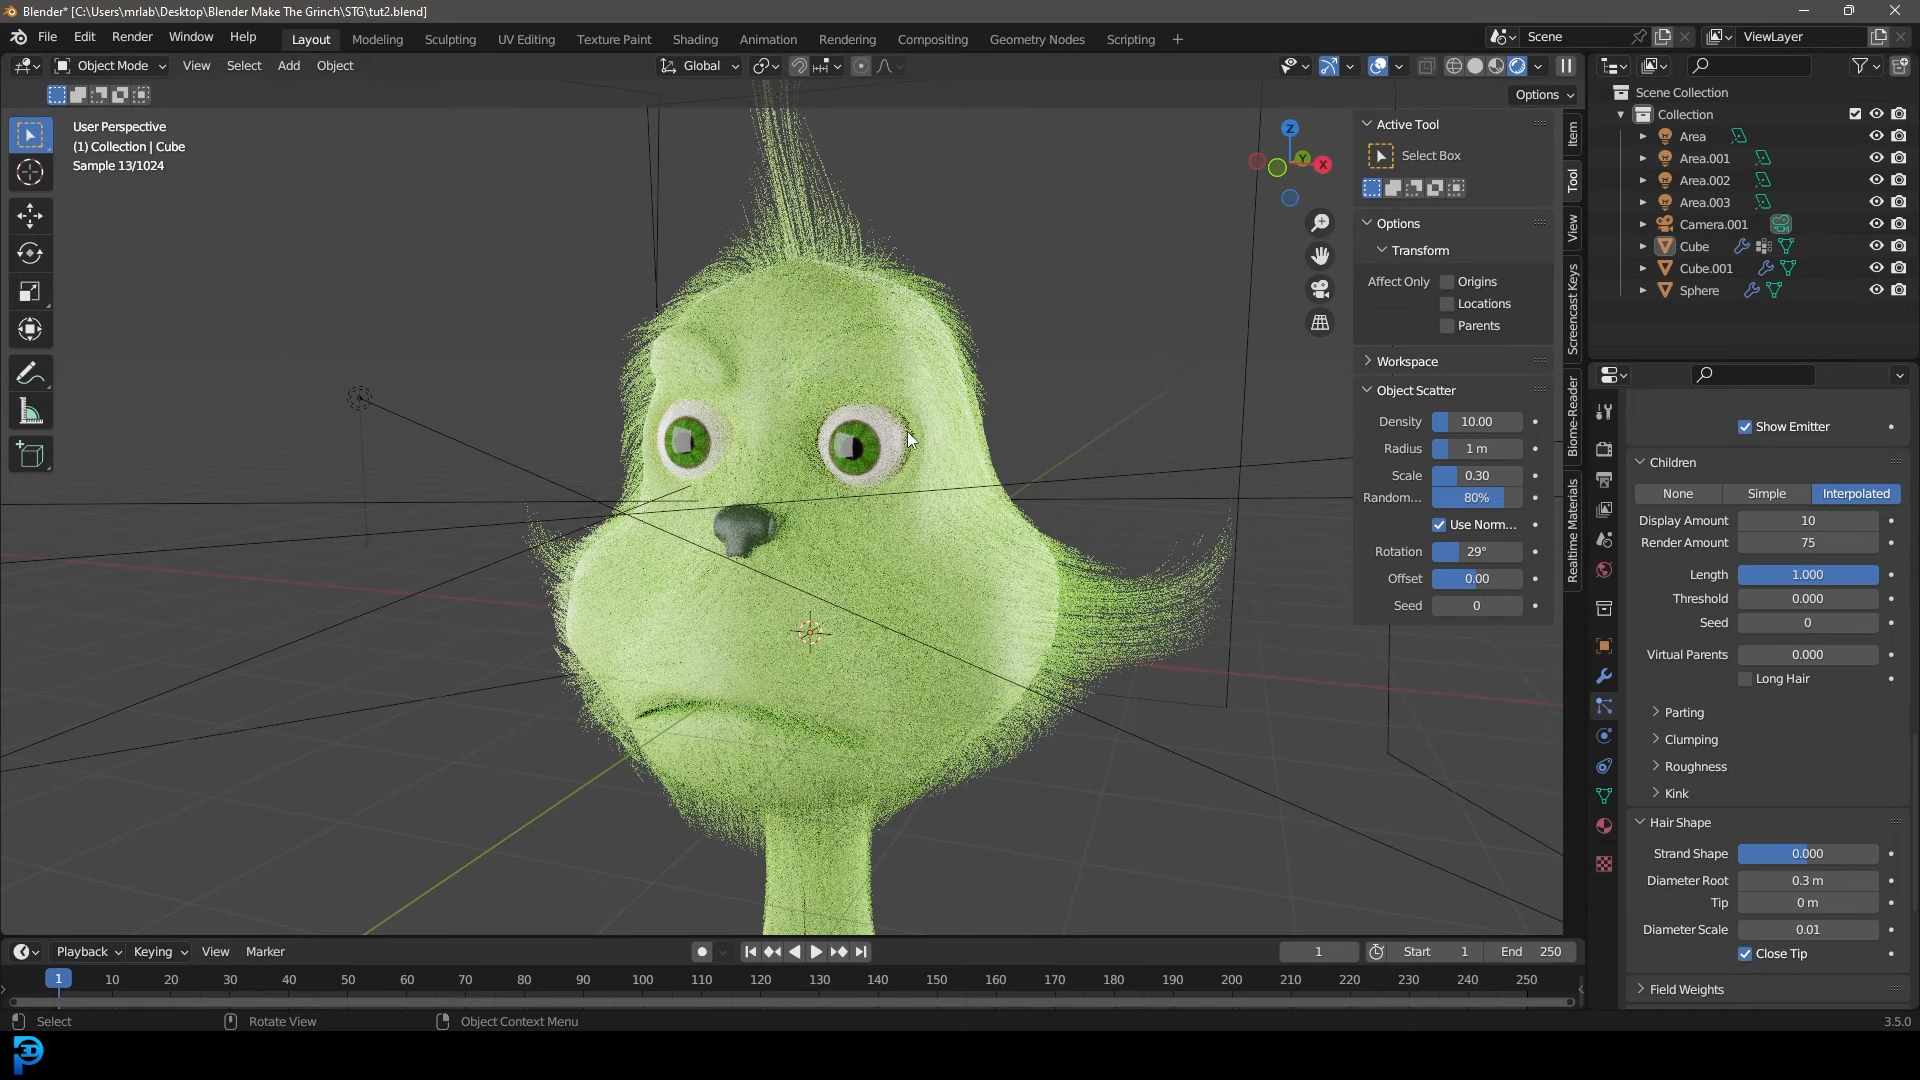 Blender* [C:\Users\mrlab\Desktop\Blender Make The Grinch\STG\tut2.blend]
File Edit Render Window Help Layout Modeling Sculpting UV Editing Texture Paint Shading Animation Rendering Compositing Geometry Nodes Scripting + Scene ViewLayer
Object Mode View Select Add Object Global
Options
User Perspective
(1) Collection | Cube
Sample 13/1024
Z
Y
X
Active Tool
Select Box
Options
Transform
Affect Only Origins
Locations
Parents
Workspace
Object Scatter
Density 10.00
Radius 1 m
Scale 0.30
Random... 80%
Use Norm...
Rotation 29°
Offset 0.00
Seed 0
Item
Tool
View
Screencast Keys
Biome-Reader
Realtime Materials
Scene Collection
Collection
Area
Area.001
Area.002
Area.003
Camera.001
Cube
Cube.001
Sphere
Show Emitter
Children
None Simple Interpolated
Display Amount 10
Render Amount 75
Length 1.000
Threshold 0.000
Seed 0
Virtual Parents 0.000
Long Hair
Parting
Clumping
Roughness
Kink
Hair Shape
Strand Shape 0.000
Diameter Root 0.3 m
Tip 0 m
Diameter Scale 0.01
Close Tip
Field Weights
Playback Keying View Marker 1 Start 1 End 250
1 10 20 30 40 50 60 70 80 90 100 110 120 130 140 150 160 170 180 190 200 210 220 230 240 250
Select Rotate View Object Context Menu 3.5.0
3D